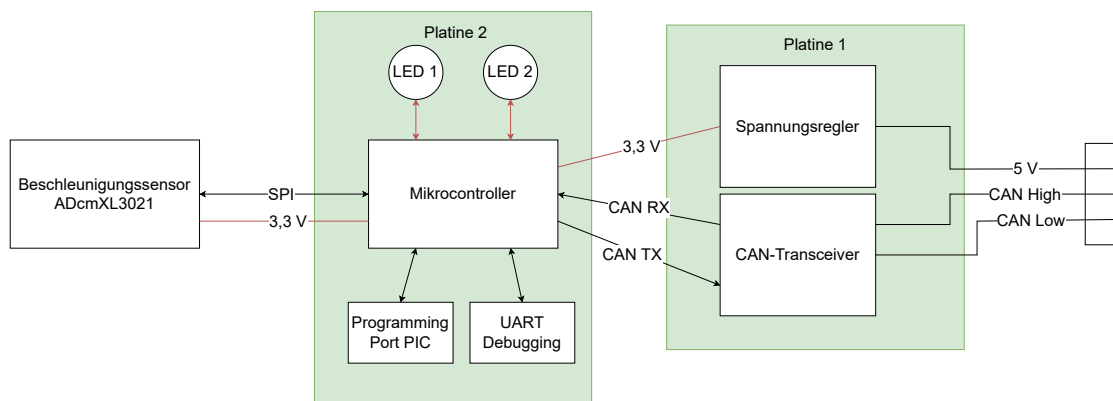 Platine 2
LED 1
LED 2
Platine 1
Spannungsregler
Beschleunigungssensor
ADcmXL3021
SPI
3,3 V
Mikrocontroller
3,3 V
CAN RX
CAN TX
CAN-Transceiver
5 V
CAN High
CAN Low
Programming
Port PIC
UART
Debugging